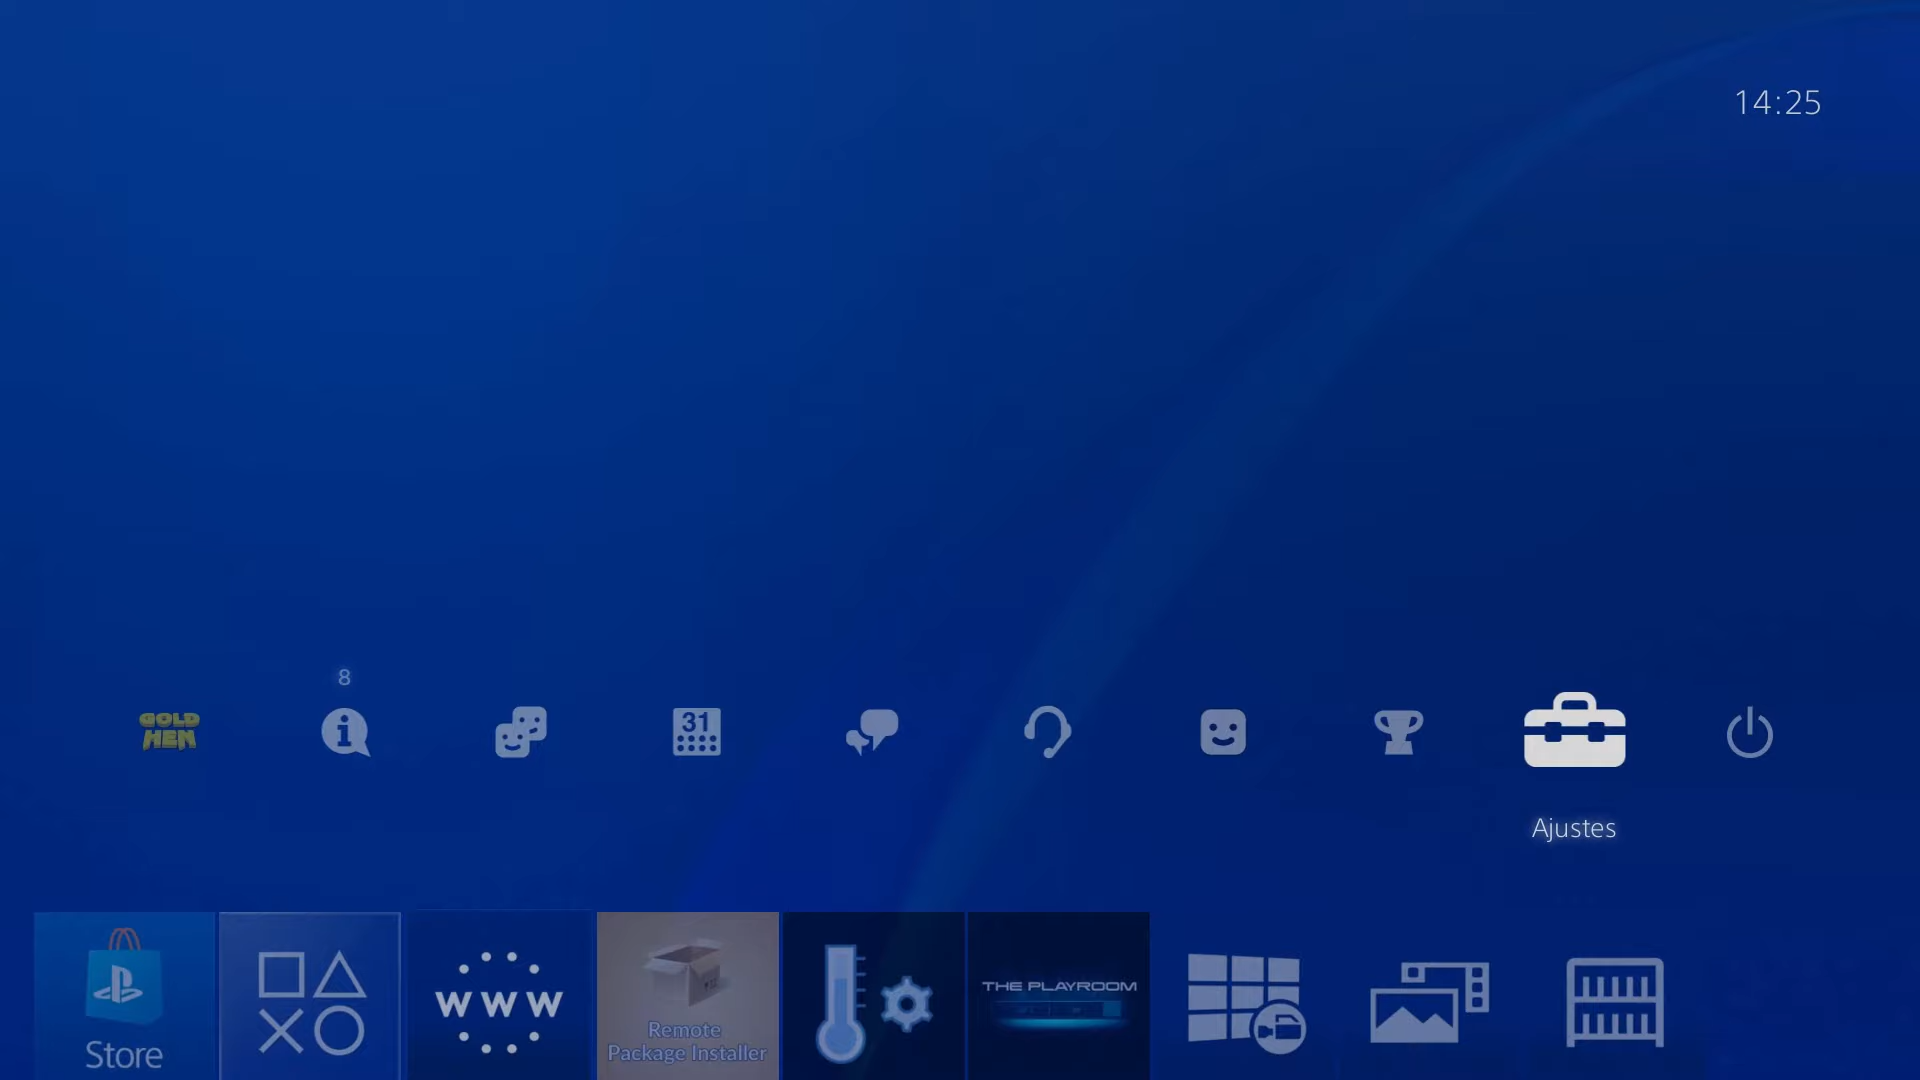 14:25
8
GOLD
HEN
31
Ajustes
WWW
THE PLAYROOM
Remote
Package Installer
Store